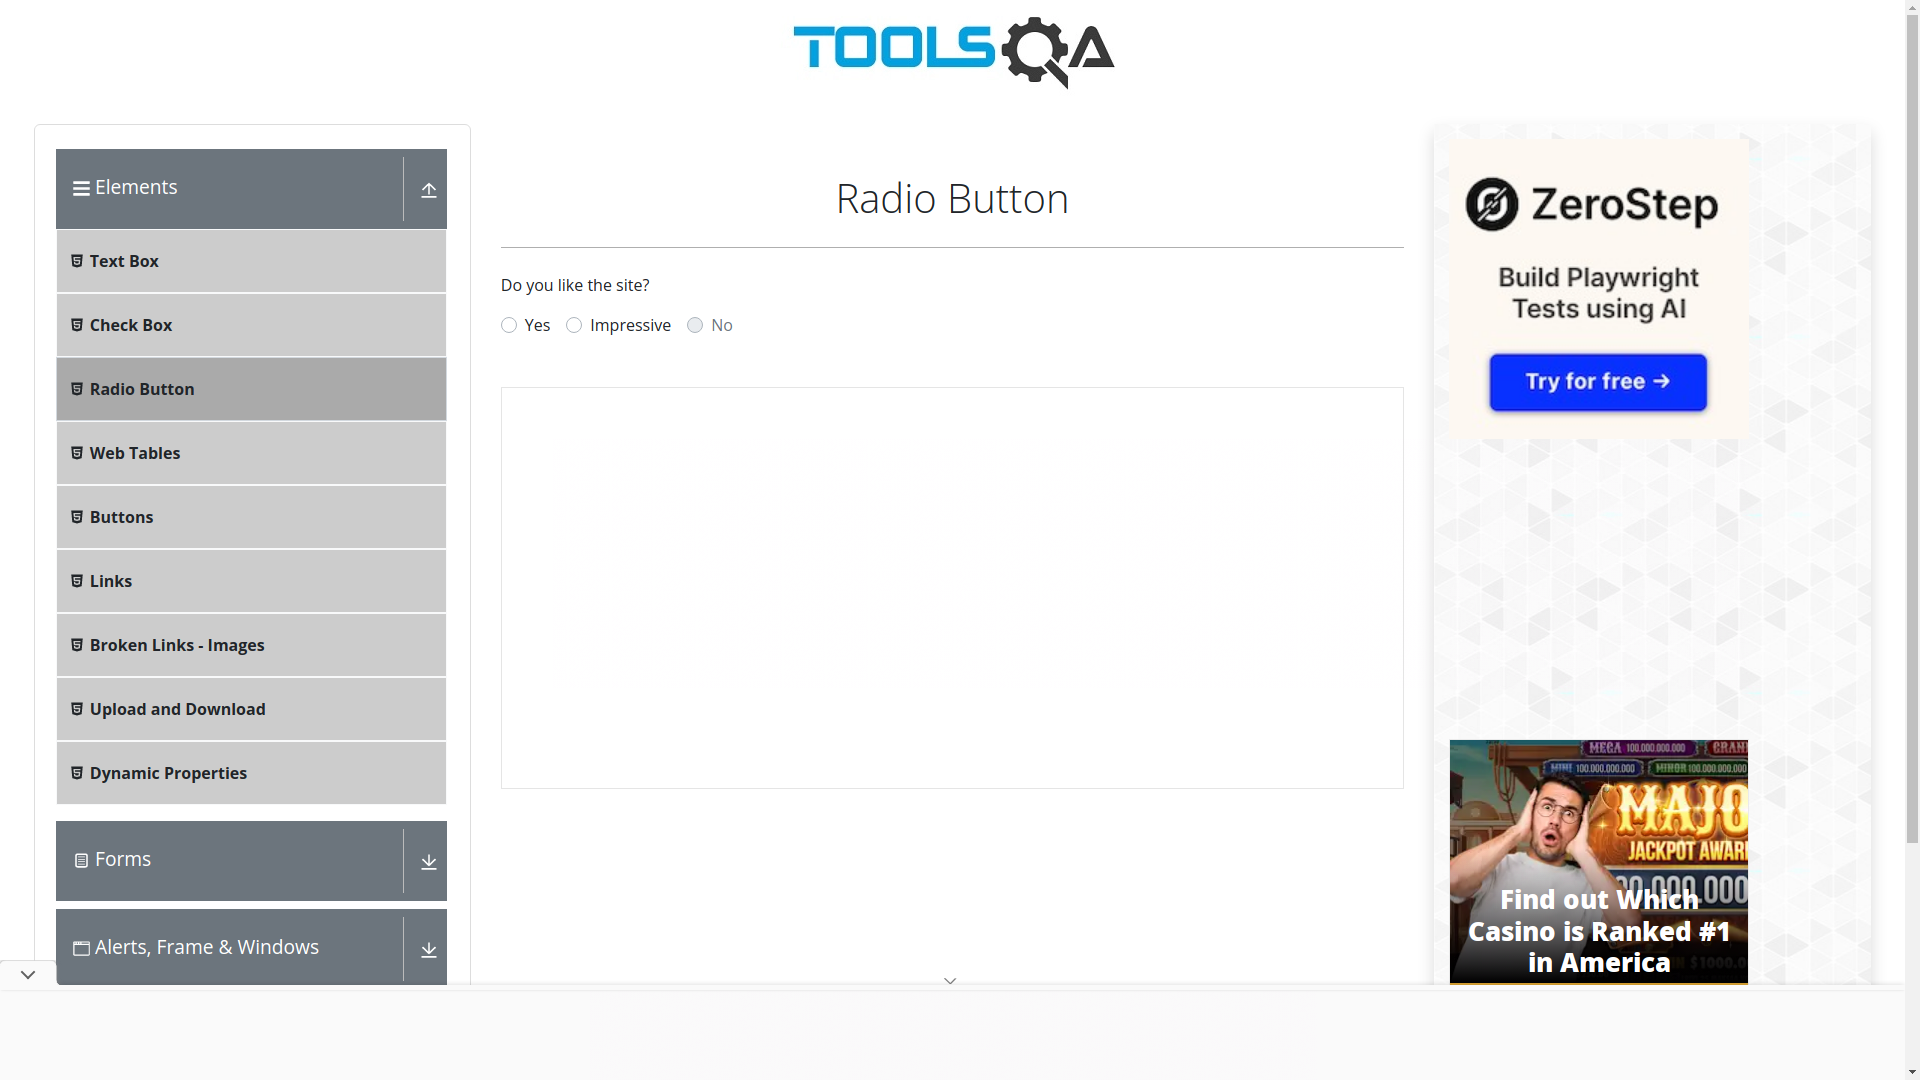 TOOLSQA
Elements
Text Box
Check Box
Radio Button
Web Tables
Buttons
Links
Broken Links - Images
Upload and Download
Dynamic Properties
Forms
Alerts, Frame & Windows
Radio Button
Do you like the site?
Yes
Impressive
No
ZeroStep
Build Playwright
Tests using AI
Try for free →
MEGA 100.000.000.000
MINI 100.000.000.000
MINOR 100.000.000.000
JACKPOT
Find out Which
Casino is Ranked #1
in America